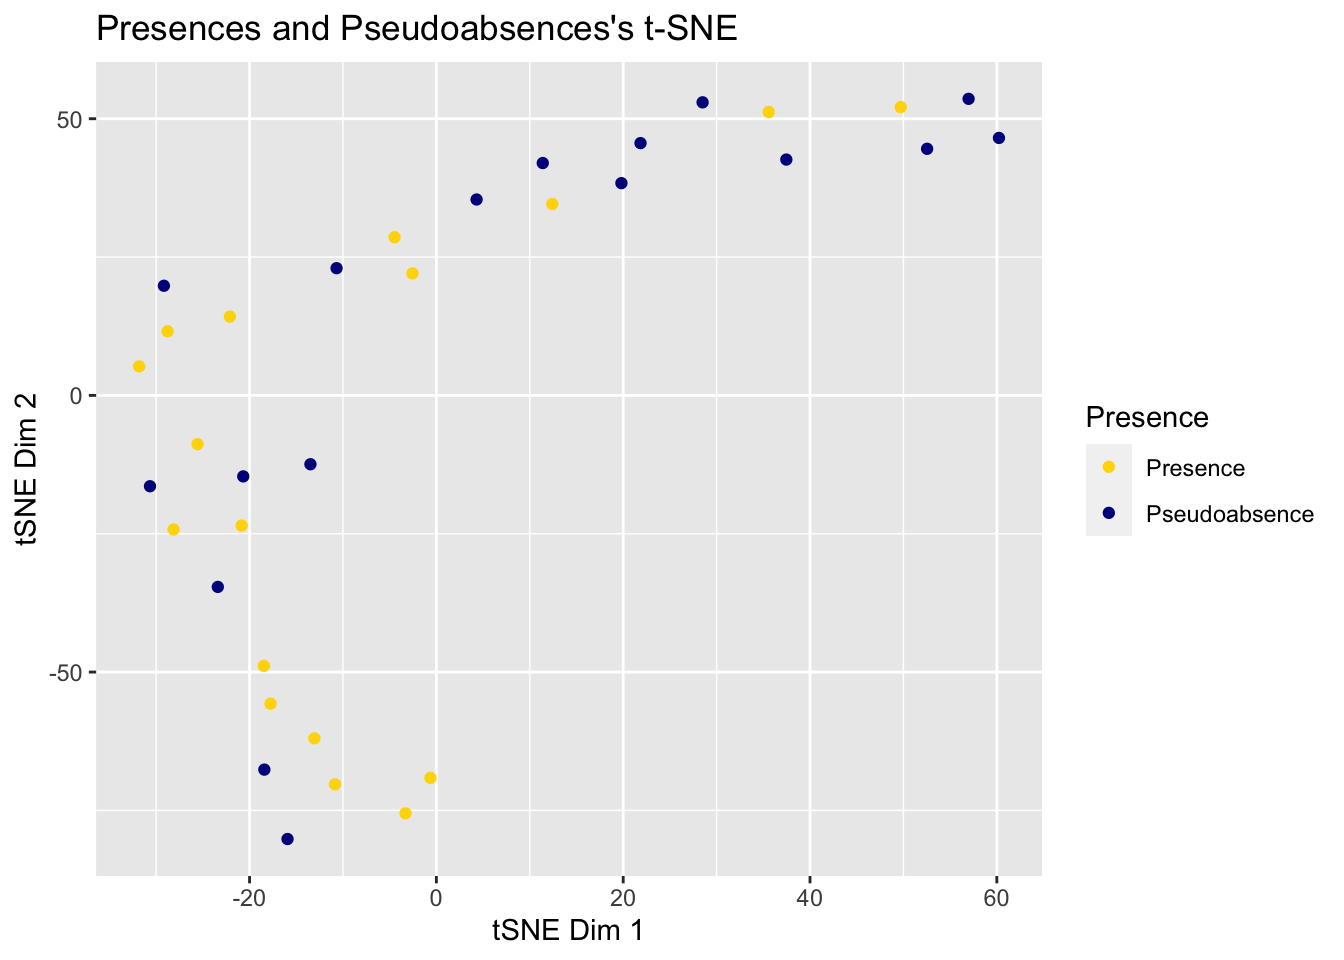 Presences and Pseudoabsences's t-SNE
50
0
-50
tSNE Dim 2
-20 0 20 40 60
tSNE Dim 1
Presence
Presence
Pseudoabsence